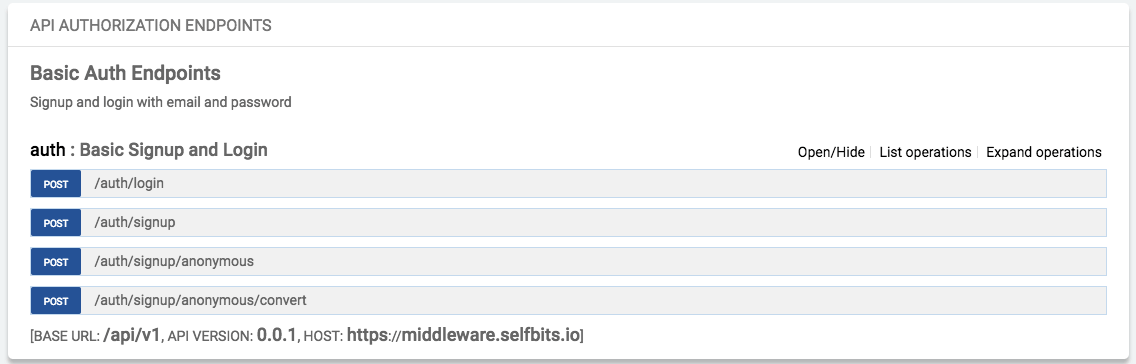 API AUTHORIZATION ENDPOINTS
Basic Auth Endpoints
Signup and login with email and password
auth : Basic Signup and Login
Open/Hide List operations Expand operations
POST /auth/login
POST /auth/signup
POST /auth/signup/anonymous
POST /auth/signup/anonymous/convert
[BASE URL: /api/v1, API VERSION: 0.0.1, HOST: https://middleware.selfbits.io]